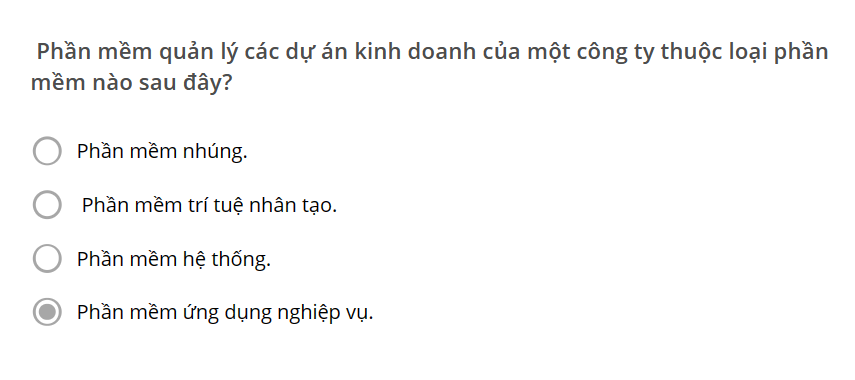 Phần mềm quản lý các dự án kinh doanh của một công ty thuộc loại phần
mềm nào sau đây?
Phần mềm nhúng.
Phần mềm trí tuệ nhân tạo.
Phần mềm hệ thống.
Phần mềm ứng dụng nghiệp vụ.